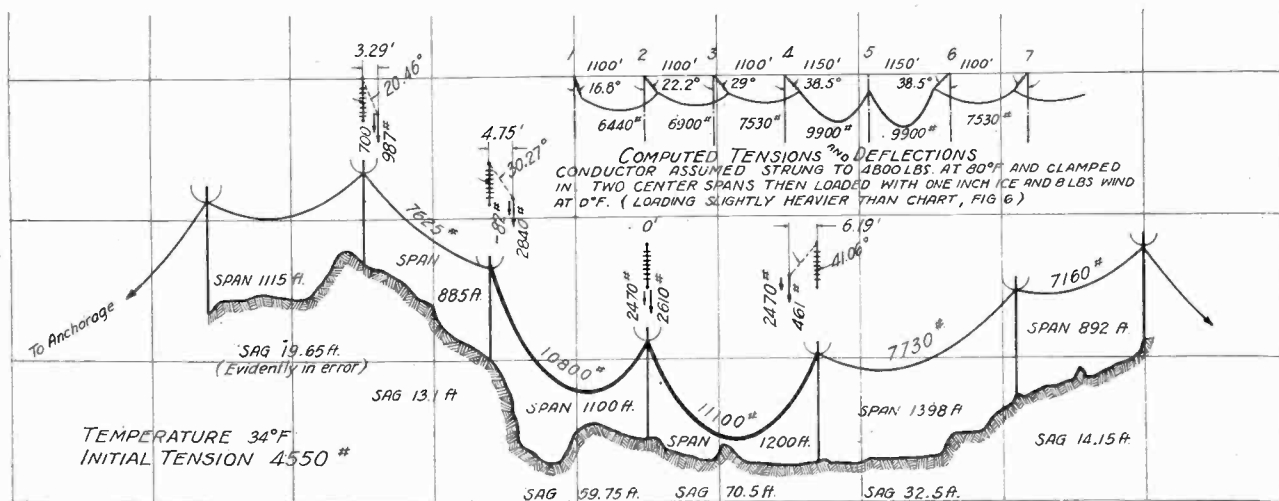 3.29'
20.46°
700
987#
4.75'
30.27°
-82#
2840#
1 2 3 4 5 6 7
1100' 1100' 1100' 1150' 1150' 1100'
16.8° 22.2° 29° 38.5° 38.5°
6440# 6900# 7530# 9900# 9900# 7530#
COMPUTED TENSIONS AND DEFLECTIONS
CONDUCTOR ASSUMED STRUNG TO 4800 LBS. AT 80°F AND CLAMPED
IN TWO CENTER SPANS THEN LOADED WITH ONE INCH ICE AND 8 LBS WIND
AT 0°F. (LOADING SLIGHTLY HEAVIER THAN CHART, FIG 6)
0'
2470#
2610#
6.19'
41.06°
2470#
461#
To Anchorage
SPAN 1115 ft.
7625#
SPAN
885 ft.
10800#
SPAN 1100 ft.
11100#
SPAN 1200 ft.
7730#
SPAN 1398 ft
7160#
SPAN 892 ft.
SAG 19.65 ft.
(Evidently in error)
SAG 13.1 ft
SAG 59.75 ft.
SAG 70.5 ft.
SAG 32.5 ft.
SAG 14.15 ft.
TEMPERATURE 34°F
INITIAL TENSION 4550#